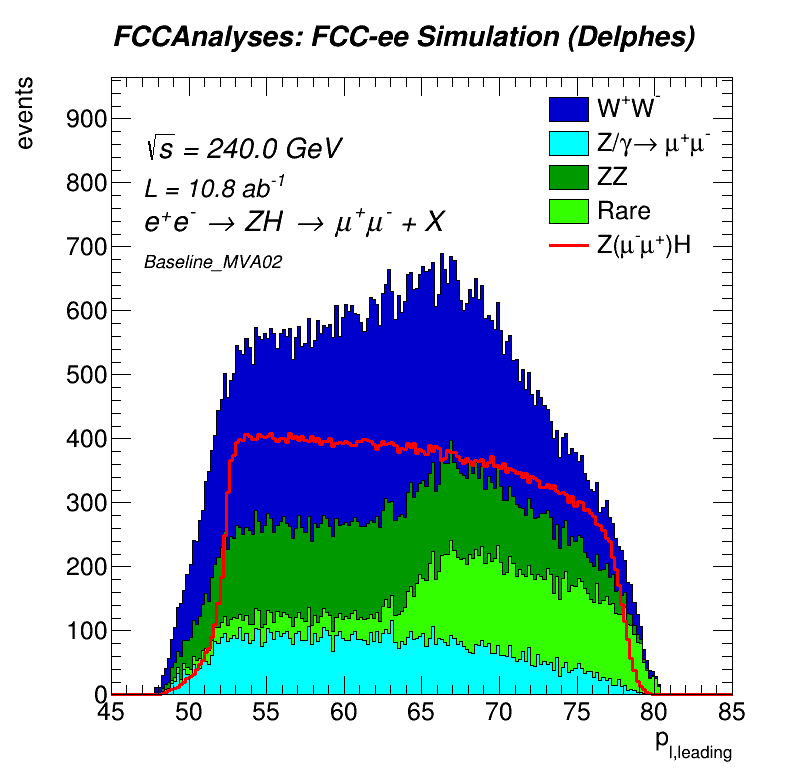 FCCAnalyses: FCC-ee Simulation (Delphes)
events
900
800
700
600
500
400
300
200
100
0
√s = 240.0 GeV
L = 10.8 ab⁻¹
e⁺e⁻ → ZH → μ⁺μ⁻ + X
Baseline_MVA02
W⁺W⁻
Z/γ→ μ⁺μ⁻
ZZ
Rare
Z(μ⁻μ⁺)H
45 50 55 60 65 70 75 80 85
p_l,leading